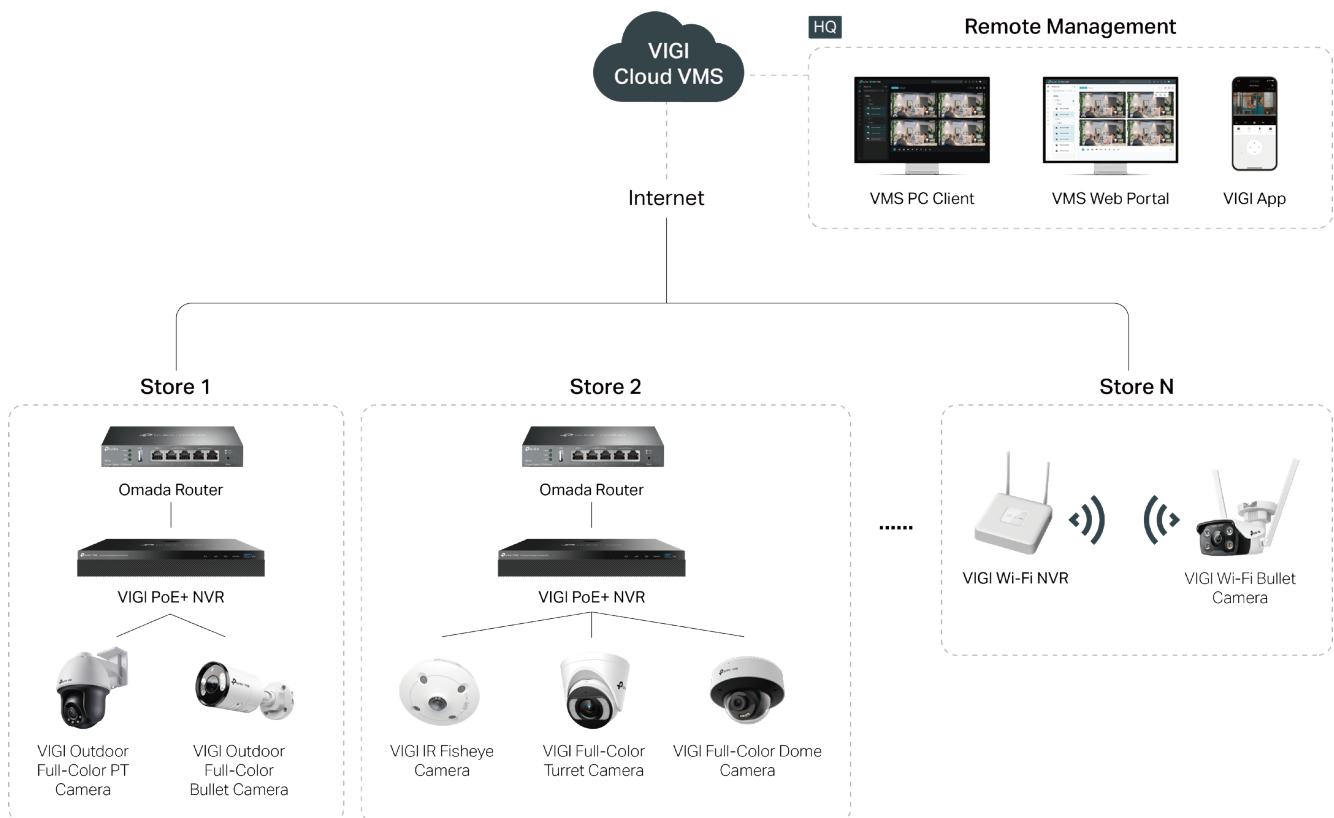 HQ
Remote Management
VIGI
Cloud VMS
VMS PC Client
VMS Web Portal
VIGI App
Internet
Store 1
Store 2
Store N
Omada Router
Omada Router
......
VIGI PoE+ NVR
VIGI PoE+ NVR
VIGI Wi-Fi NVR
VIGI Wi-Fi Bullet
Camera
VIGI Outdoor
Full-Color PT
Camera
VIGI Outdoor
Full-Color
Bullet Camera
VIGI IR Fisheye
Camera
VIGI Full-Color
Turret Camera
VIGI Full-Color Dome
Camera